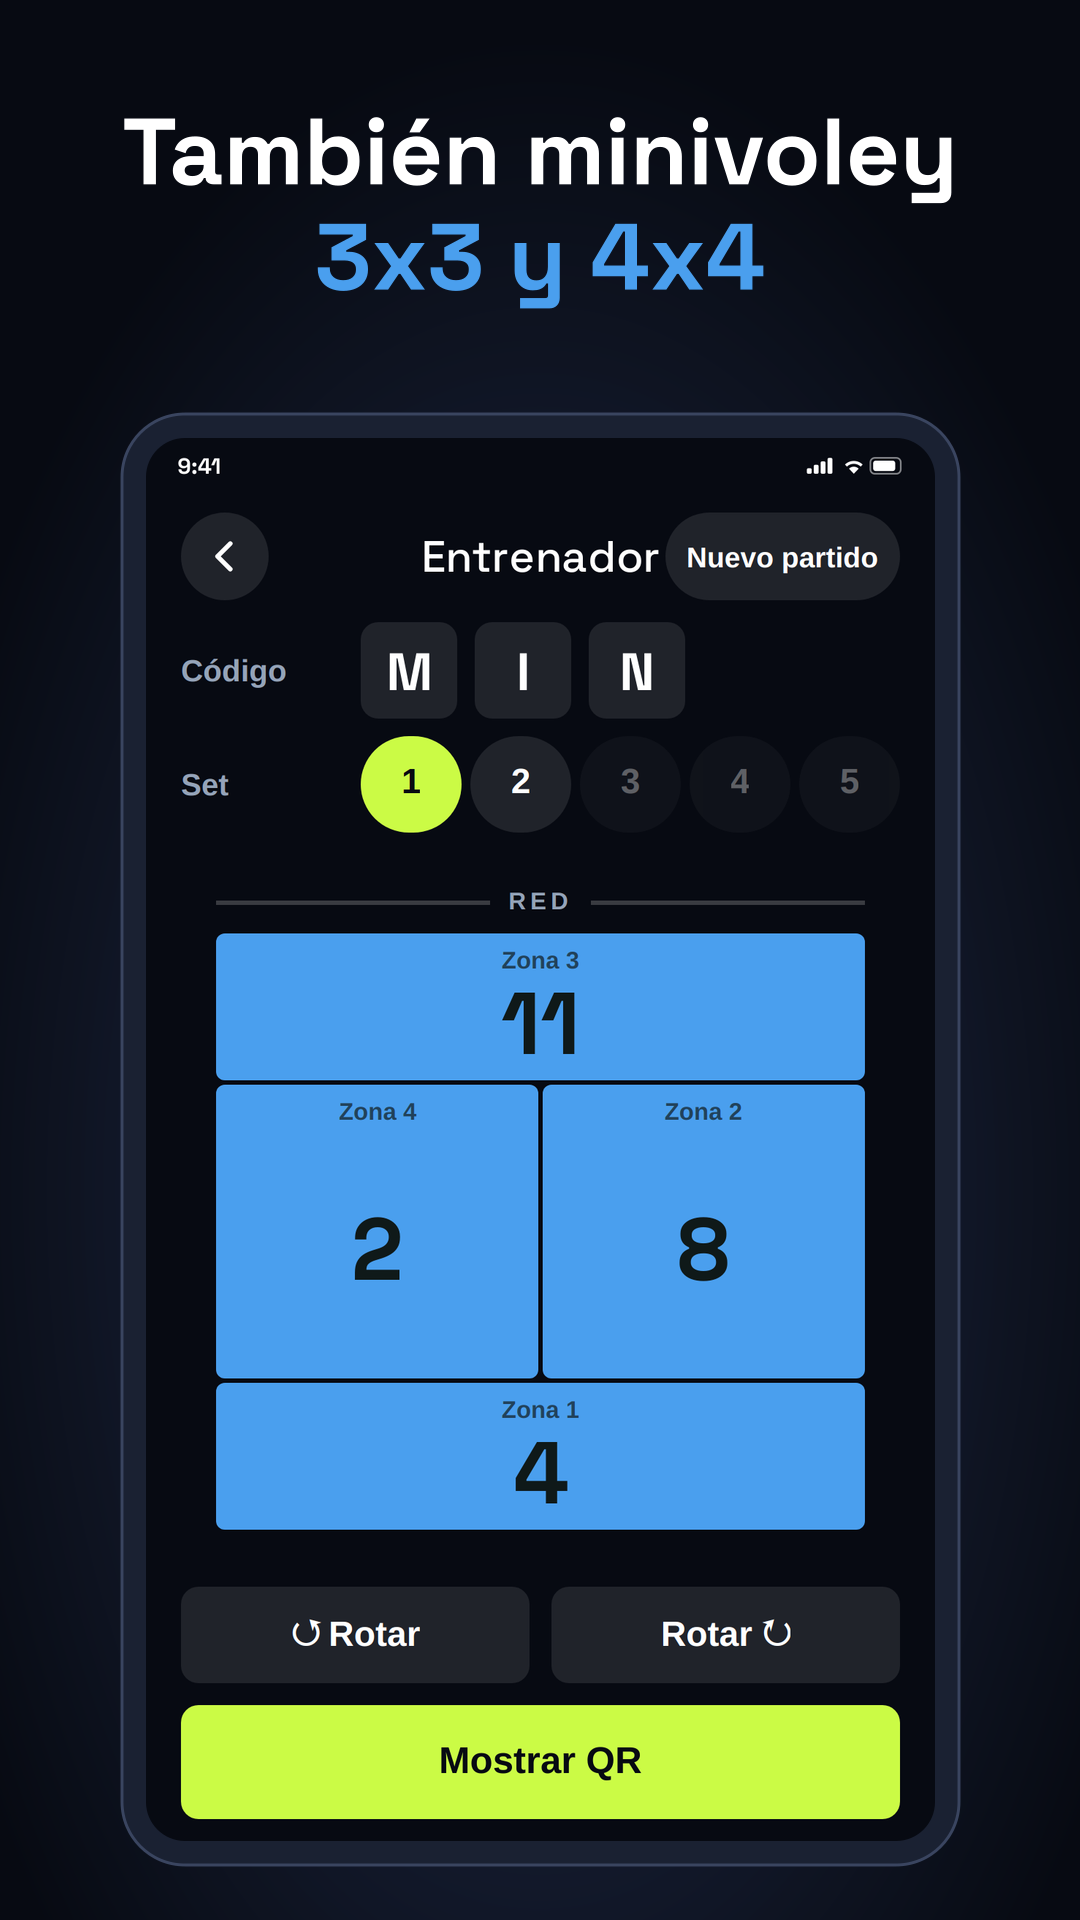 También minivoley
3x3 y 4x4
9:41
Entrenador
Nuevo partido
Código
M I N
Set
1 2 3 4 5
RED
Zona 3
11
Zona 4
Zona 2
2
8
Zona 1
4
Rotar
Rotar
Mostrar QR